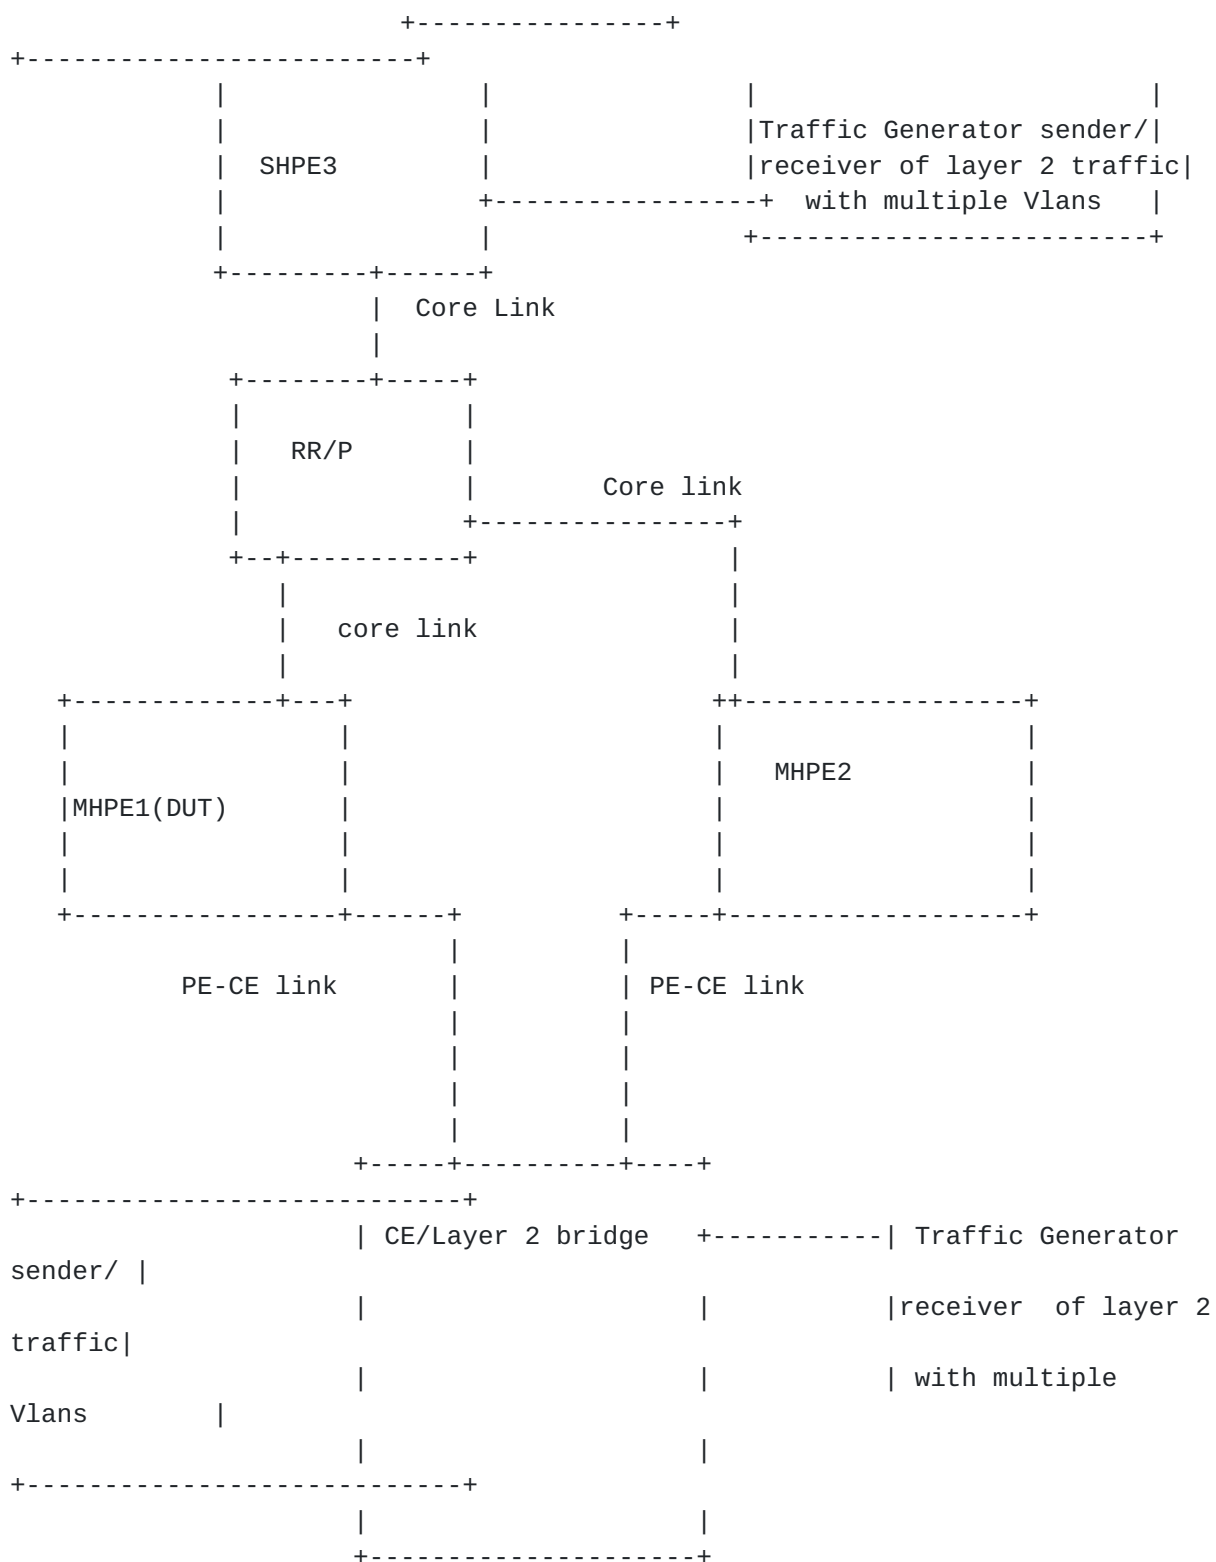 +----------------+
+-------------------------+
| | | |
| | |Traffic Generator sender/|
| SHPE3 | |receiver of layer 2 traffic|
| +-----------------+ with multiple Vlans |
| | +-------------------------+
+---------+------+
| Core Link
|
+--------+-----+
| |
| RR/P |
| | Core link
| +----------------+
+--+-----------+ |
| |
| core link |
| |
+-------------+---+ ++------------------+
| | | |
| | | MHPE2 |
|MHPE1(DUT) | | |
| | | |
| | | |
+-----------------+------+ +-----+-------------------+
| |
PE-CE link | | PE-CE link
| |
| |
| |
| |
+-----+----------+----+
+----------------------------+
| CE/Layer 2 bridge +-----------| Traffic Generator
sender/ |
| | |receiver of layer 2
traffic|
| | | with multiple
Vlans |
| |
+----------------------------+
| |
+---------------------+